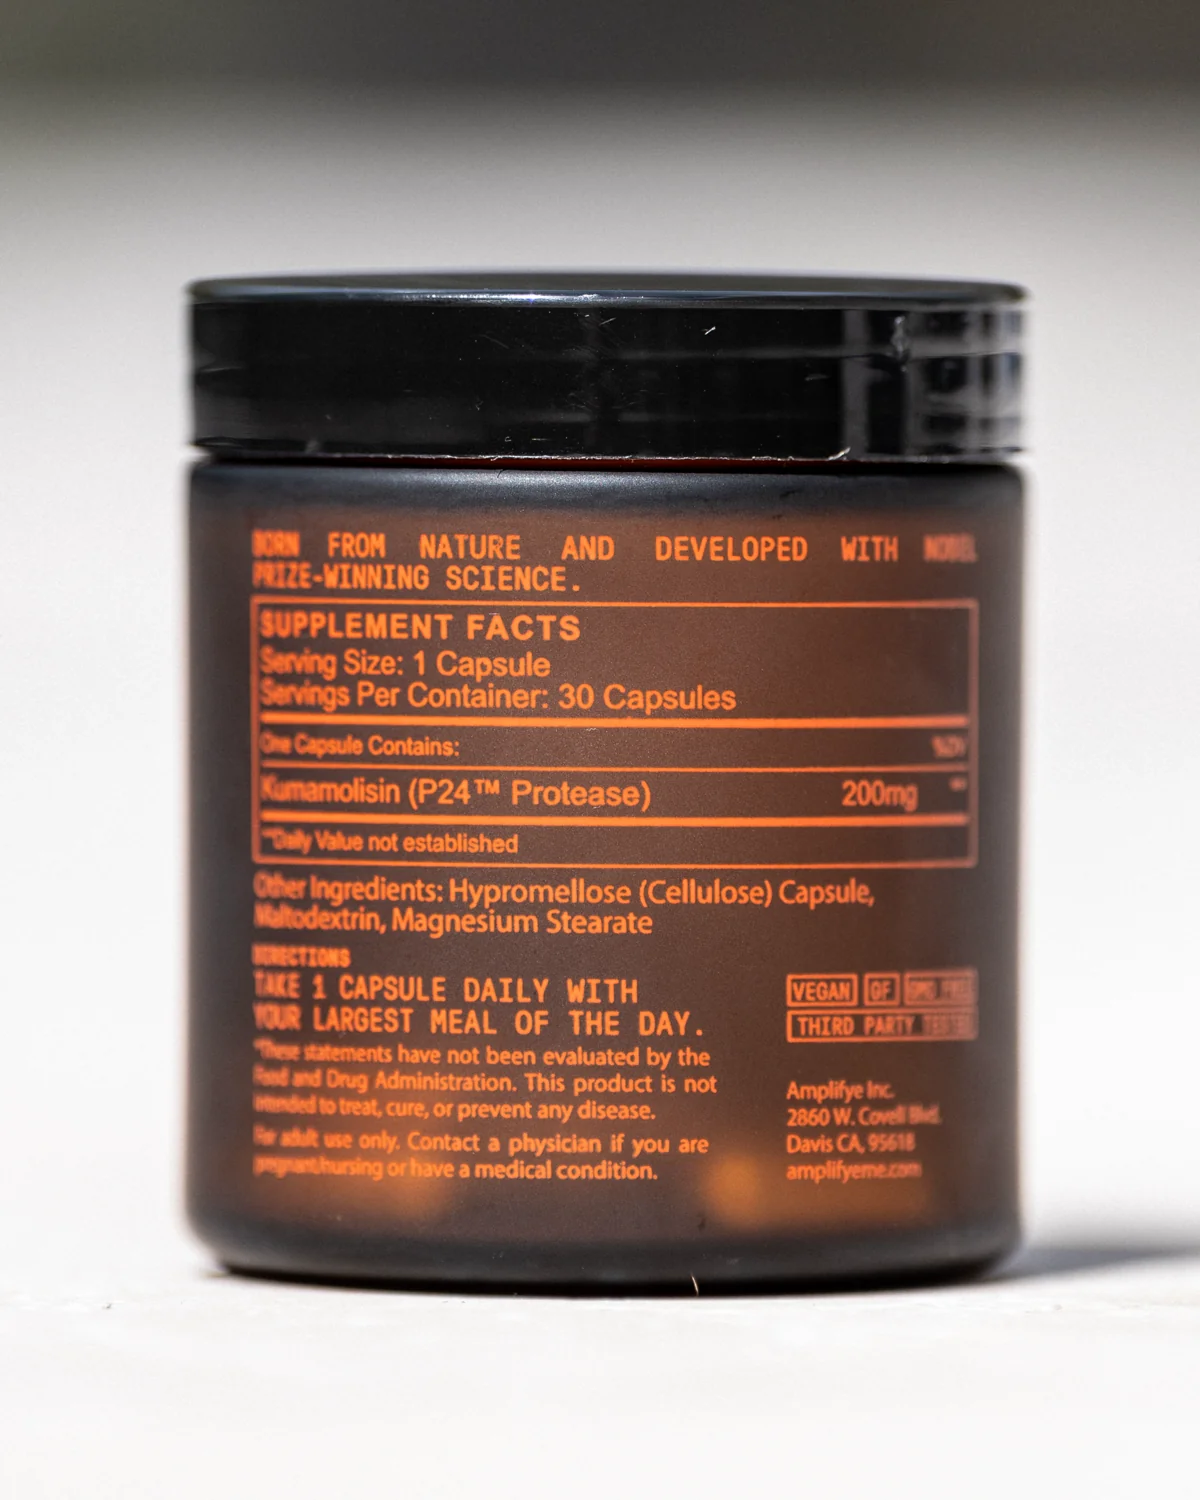 BORN FROM NATURE AND DEVELOPED WITH NOBEL
PRIZE-WINNING SCIENCE.
SUPPLEMENT FACTS
Serving Size: 1 Capsule
Servings Per Container: 30 Capsules
One Capsule Contains:
%DV
Kumamolisin (P24™ Protease) 200mg **
**Daily Value not established
Other Ingredients: Hypromellose (Cellulose) Capsule,
Maltodextrin, Magnesium Stearate
DIRECTIONS
TAKE 1 CAPSULE DAILY WITH
YOUR LARGEST MEAL OF THE DAY.
*These statements have not been evaluated by the
Food and Drug Administration. This product is not
intended to treat, cure, or prevent any disease.
For adult use only. Contact a physician if you are
pregnant/nursing or have a medical condition.
VEGAN GF GMO FREE
THIRD PARTY TESTED
Amplifye Inc.
2860 W. Covell Blvd.
Davis CA, 95618
amplifyeme.com